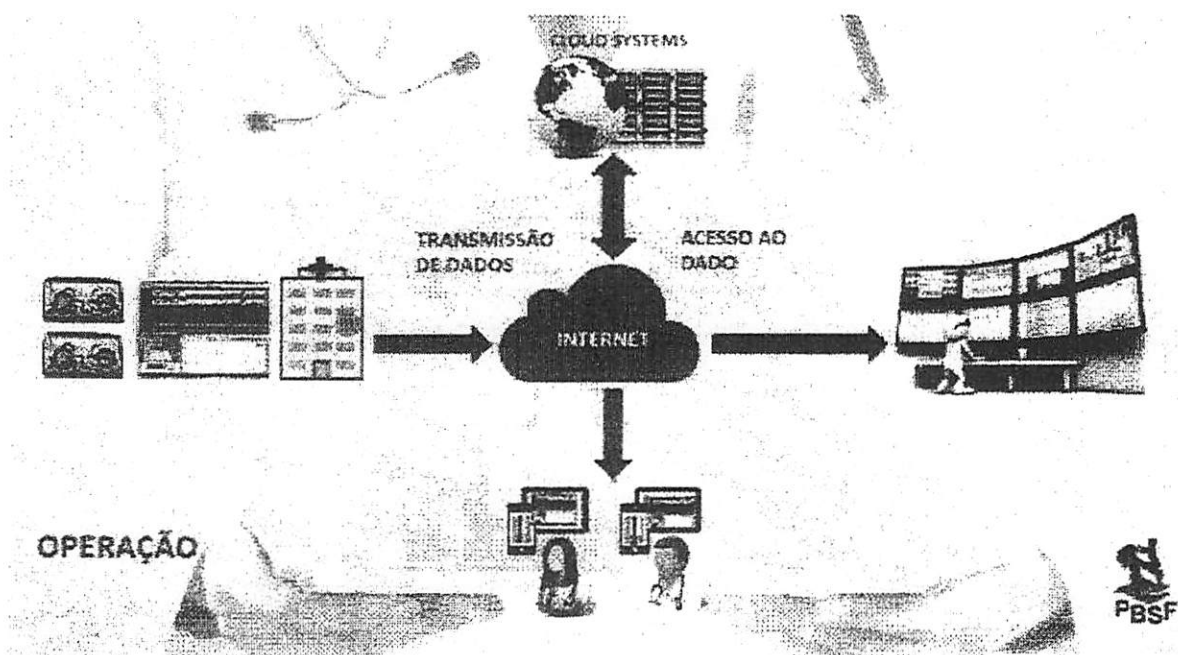 CLOUD SYSTEMS
TRANSMISSÃO
DE DADOS
ACESSO AO
DADO
INTERNET
OPERAÇÃO
PBSF